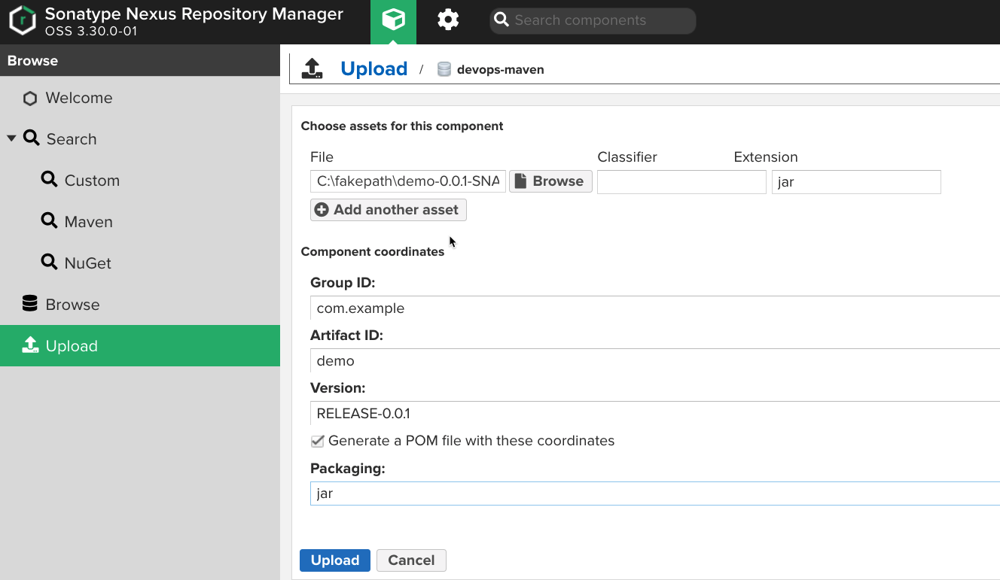 Sonatype Nexus Repository Manager
OSS 3.30.0-01
Search components
Browse
Upload / devops-maven
Welcome
Search
Custom
Maven
NuGet
Browse
Upload
Choose assets for this component
File Classifier Extension
C:\fakepath\demo-0.0.1-SNA Browse jar
Add another asset
Component coordinates
Group ID:
com.example
Artifact ID:
demo
Version:
RELEASE-0.0.1
Generate a POM file with these coordinates
Packaging:
jar
Upload Cancel